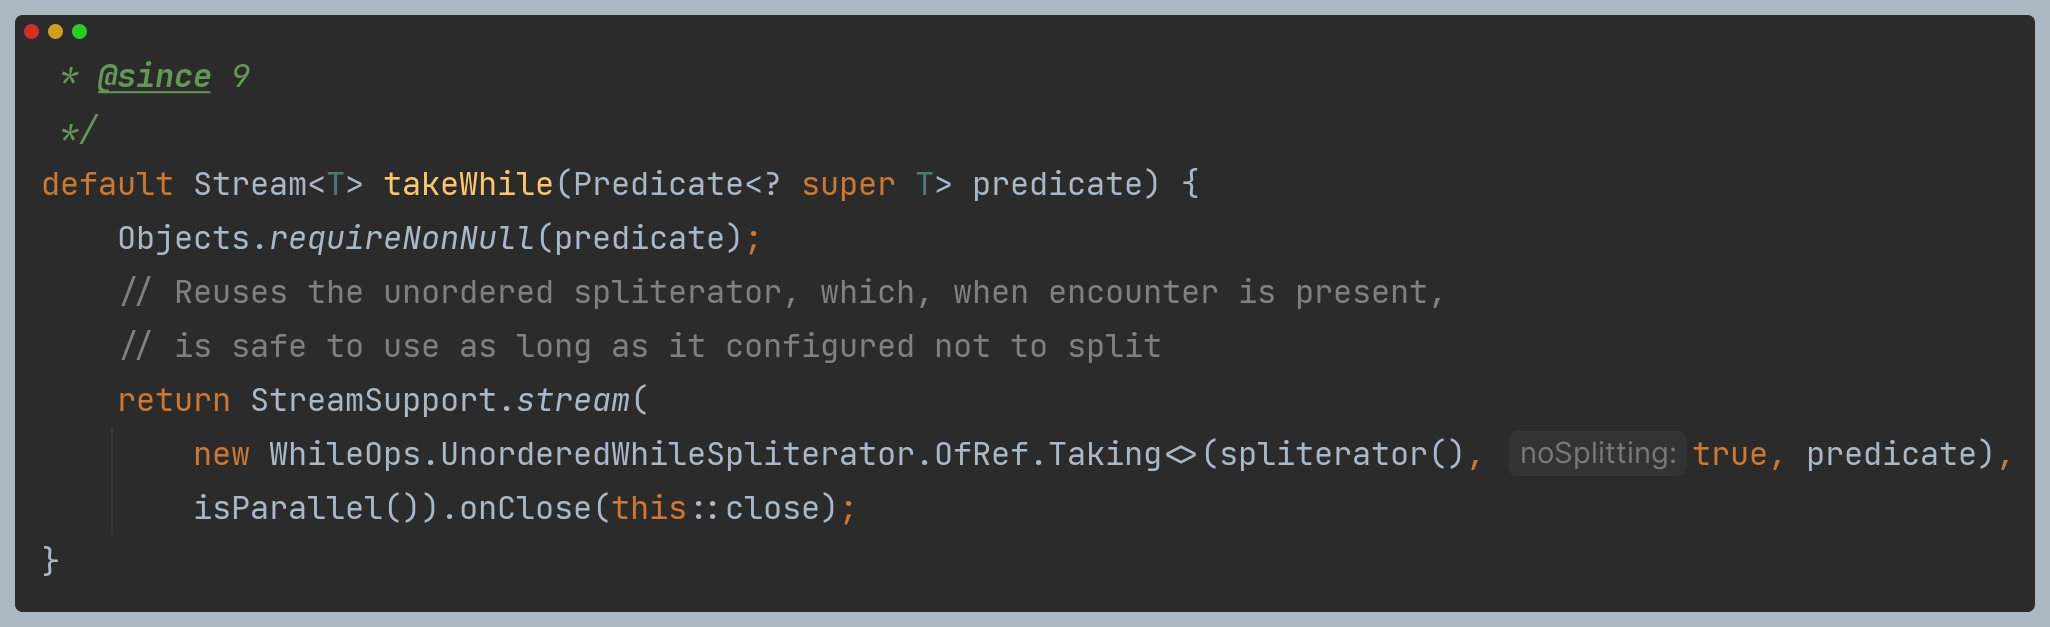 * @since 9
*/
default Stream<T> takeWhile(Predicate<? super T> predicate) {
Objects.requireNonNull(predicate);
// Reuses the unordered spliterator, which, when encounter is present,
// is safe to use as long as it configured not to split
return StreamSupport.stream(
new WhileOps.UnorderedWhileSpliterator.OfRef.Taking<>(spliterator(), noSplitting: true, predicate),
isParallel()).onClose(this::close);
}